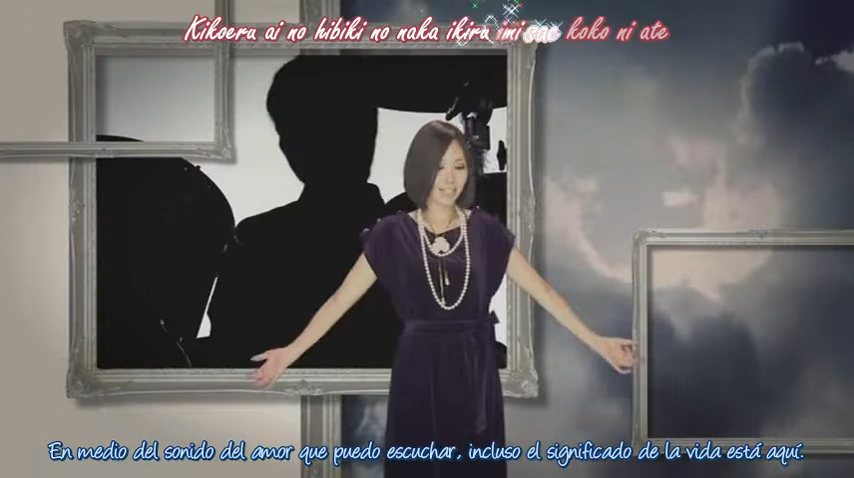 Kikoeru ai no hibiki no naka ikiru imi sae koko ni ate
En medio del sonido del amor que puedo escuchar, incluso el significado de la vida está aquí.